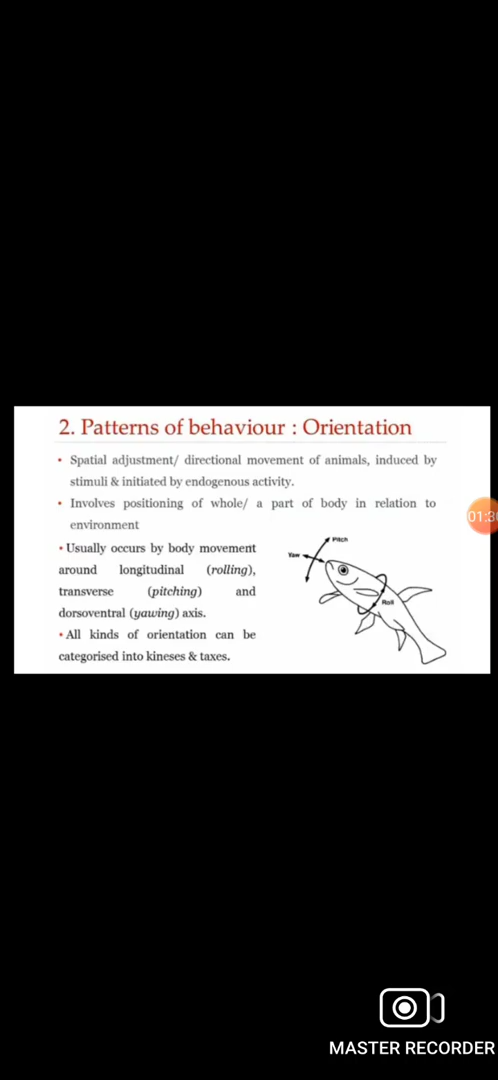 2. Patterns of behaviour : Orientation
• Spatial adjustment/ directional movement of animals, induced by
stimuli & initiated by endogenous activity.
• Involves positioning of whole/ a part of body in relation to
environment
• Usually occurs by body movement
around longitudinal (rolling),
transverse (pitching) and
dorsoventral (yawing) axis.
• All kinds of orientation can be
categorised into kineses & taxes.
Pitch
Yaw
Roll
01:3
MASTER RECORDER